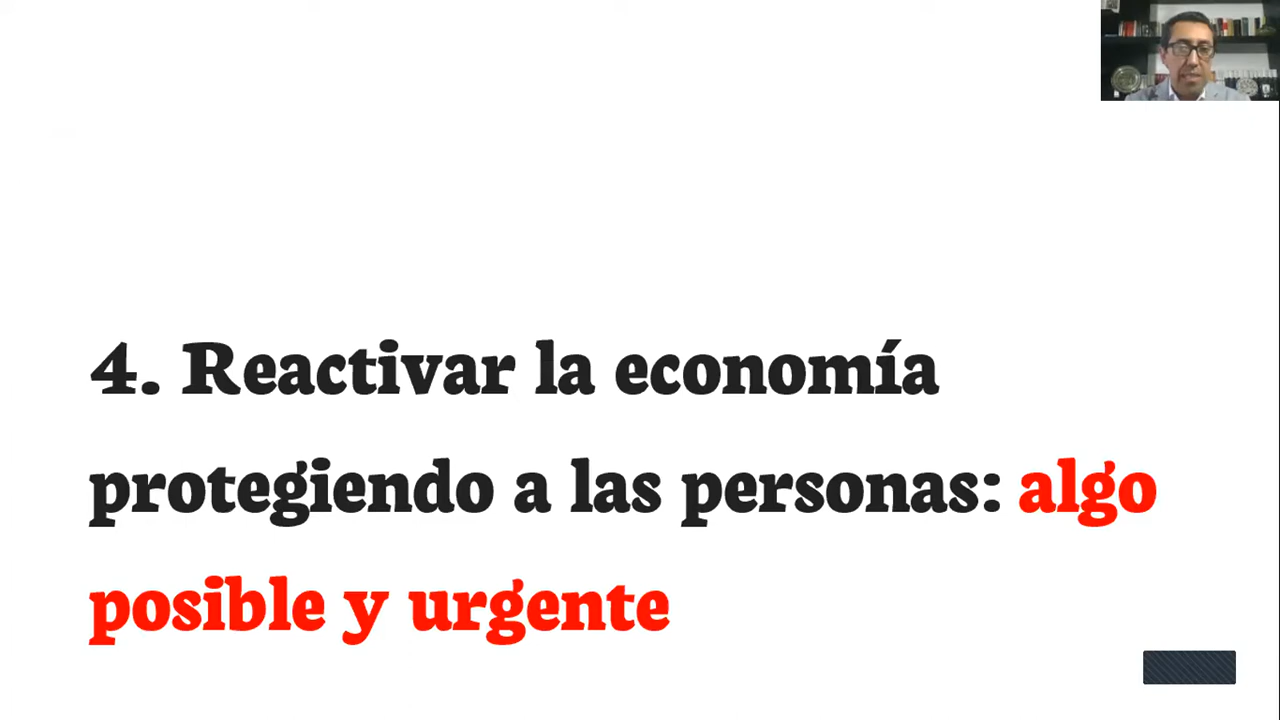 4. Reactivar la economía
protegiendo a las personas: algo
posible y urgente